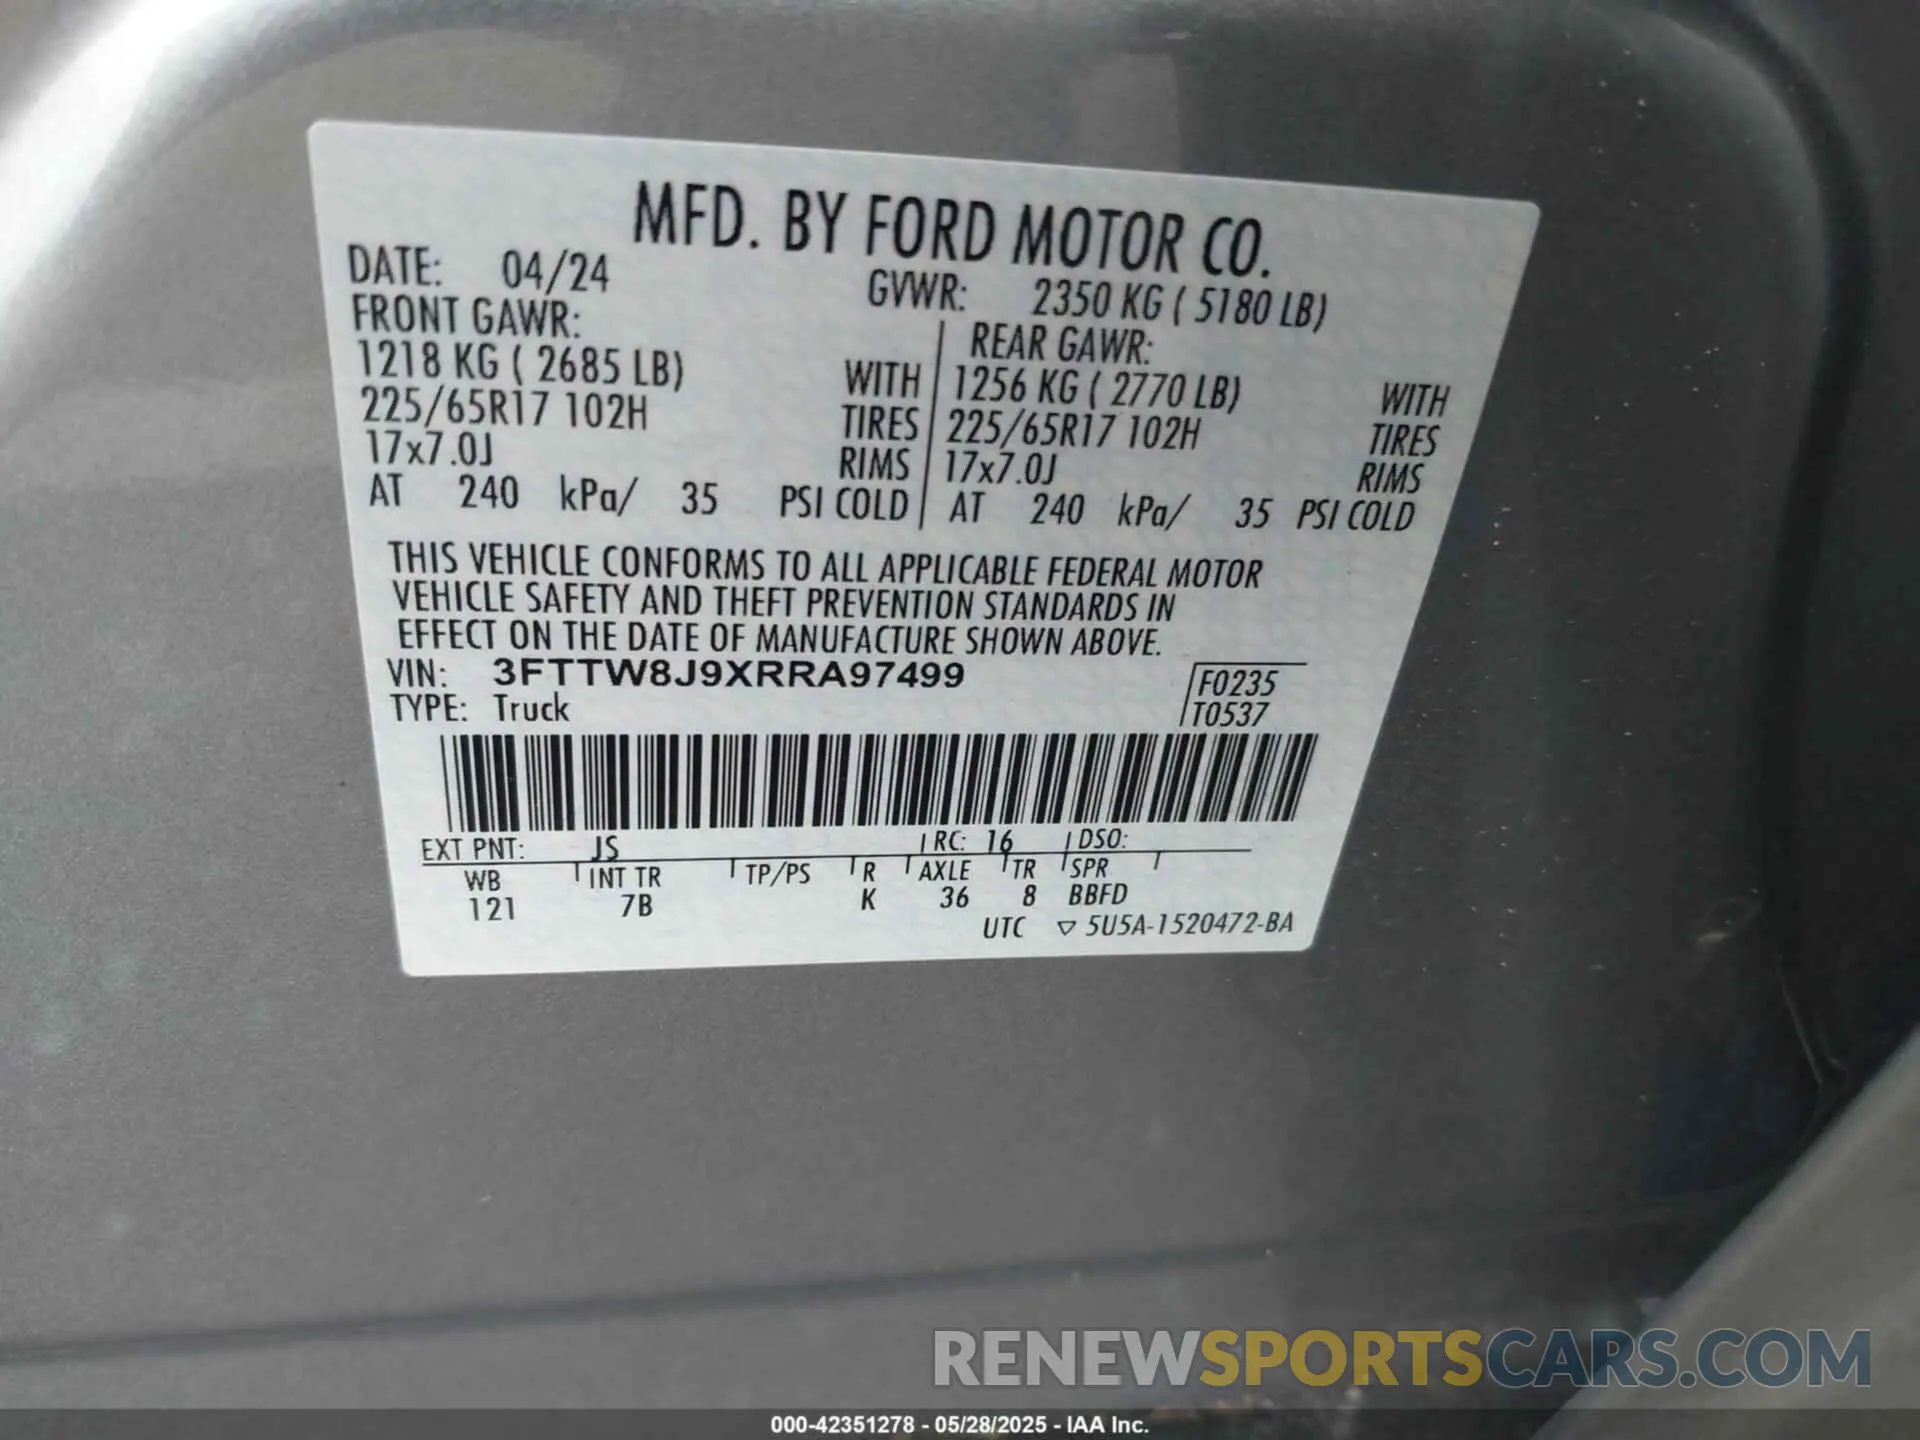 MFD. BY FORD MOTOR CO.
DATE: 04/24 GVWR: 2350 KG ( 5180 LB)
FRONT GAWR: REAR GAWR:
1218 KG ( 2685 LB) WITH 1256 KG ( 2770 LB) WITH
225/65R17 102H TIRES 225/65R17 102H TIRES
17x7.0J RIMS 17x7.0J RIMS
AT 240 kPa/ 35 PSI COLD AT 240 kPa/ 35 PSI COLD
THIS VEHICLE CONFORMS TO ALL APPLICABLE FEDERAL MOTOR
VEHICLE SAFETY AND THEFT PREVENTION STANDARDS IN
EFFECT ON THE DATE OF MANUFACTURE SHOWN ABOVE.
VIN: 3FTTW8J9XRRA97499 F0235
TYPE: Truck T0537
EXT PNT: JS RC: 16 DSO:
WB INT TR TP/PS R AXLE TR SPR
121 7B K 36 8 BBFD
UTC ▽ 5U5A-1520472-BA
RENEWSPORTSCARS.COM
000-42351278 - 05/28/2025 - IAA Inc.